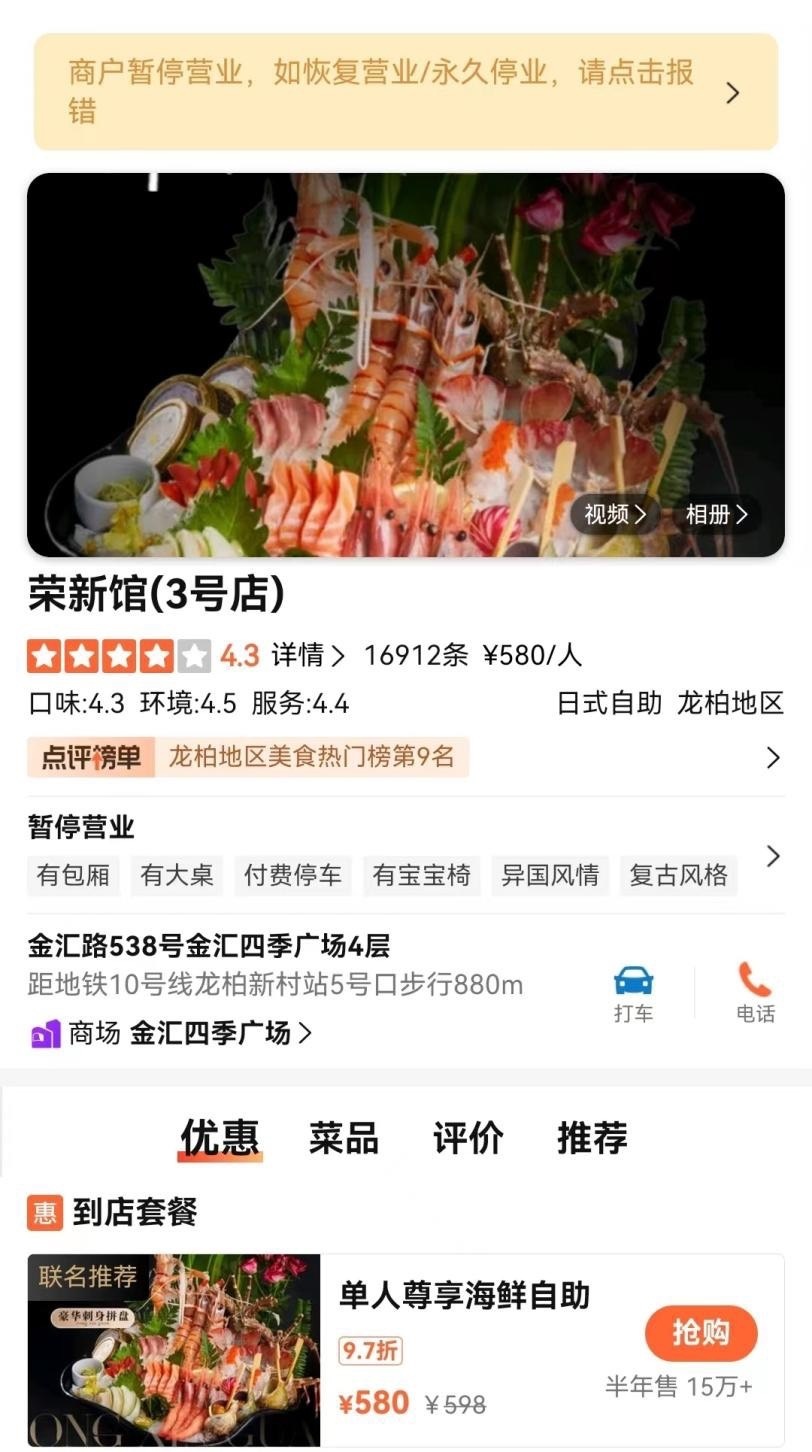 商户暂停营业，如恢复营业/永久停业，请点击报
错
视频
相册
荣新馆(3号店)
4.3 详情 16912条 ¥580/人
口味:4.3 环境:4.5 服务:4.4 日式自助 龙柏地区
点评榜单 龙柏地区美食热门榜第9名
暂停营业
有包厢 有大桌 付费停车 有宝宝椅 异国风情 复古风格
金汇路538号金汇四季广场4层
距地铁10号线龙柏新村站5号口步行880m
打车 电话
商场 金汇四季广场
优惠 菜品 评价 推荐
惠 到店套餐
联名推荐
豪华刺身拼盘
单人尊享海鲜自助
9.7折
抢购
¥580 ¥598
半年售 15万+